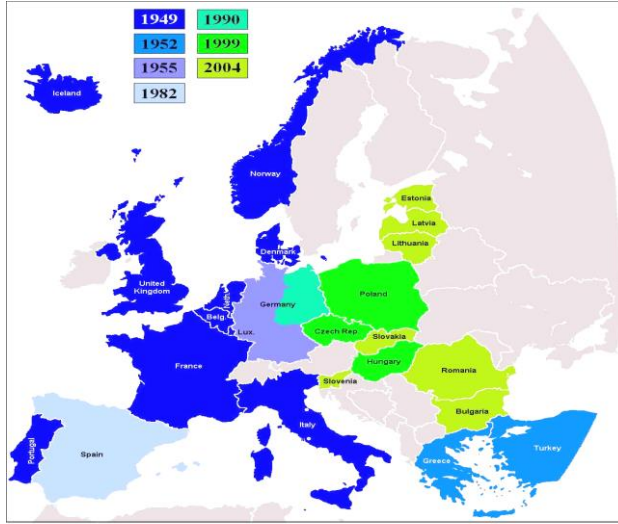 1949
1990
1952
1999
1955
2004
1982
Iceland
Norway
Estonia
Latvia
Lithuania
Denmark
United
Kingdom
Neth.
Belg.
Germany
Poland
Lux.
Czech Rep
Slovakia
France
Hungary
Slovenia
Romania
Italy
Bulgaria
Portugal
Spain
Greece
Turkey